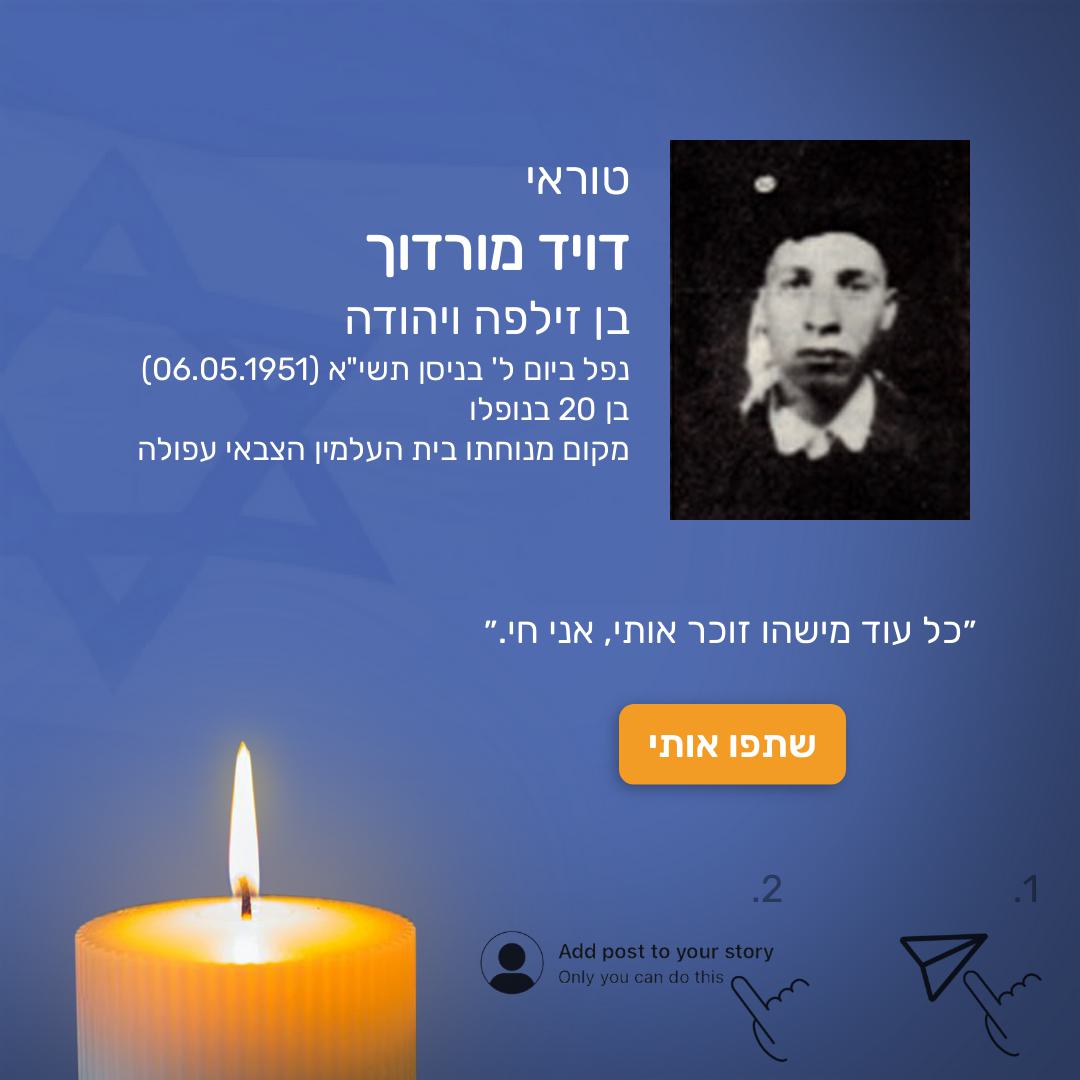 טוראי
דויד מורדוך
בן זילפה ויהודה
נפל ביום ל' בניסן תשי"א (06.05.1951)
בן 20 בנופלו
מקום מנוחתו בית העלמין הצבאי עפולה
״כל עוד מישהו זוכר אותי, אני חי.״
שתפו אותי
1.
2.
Add post to your story
Only you can do this